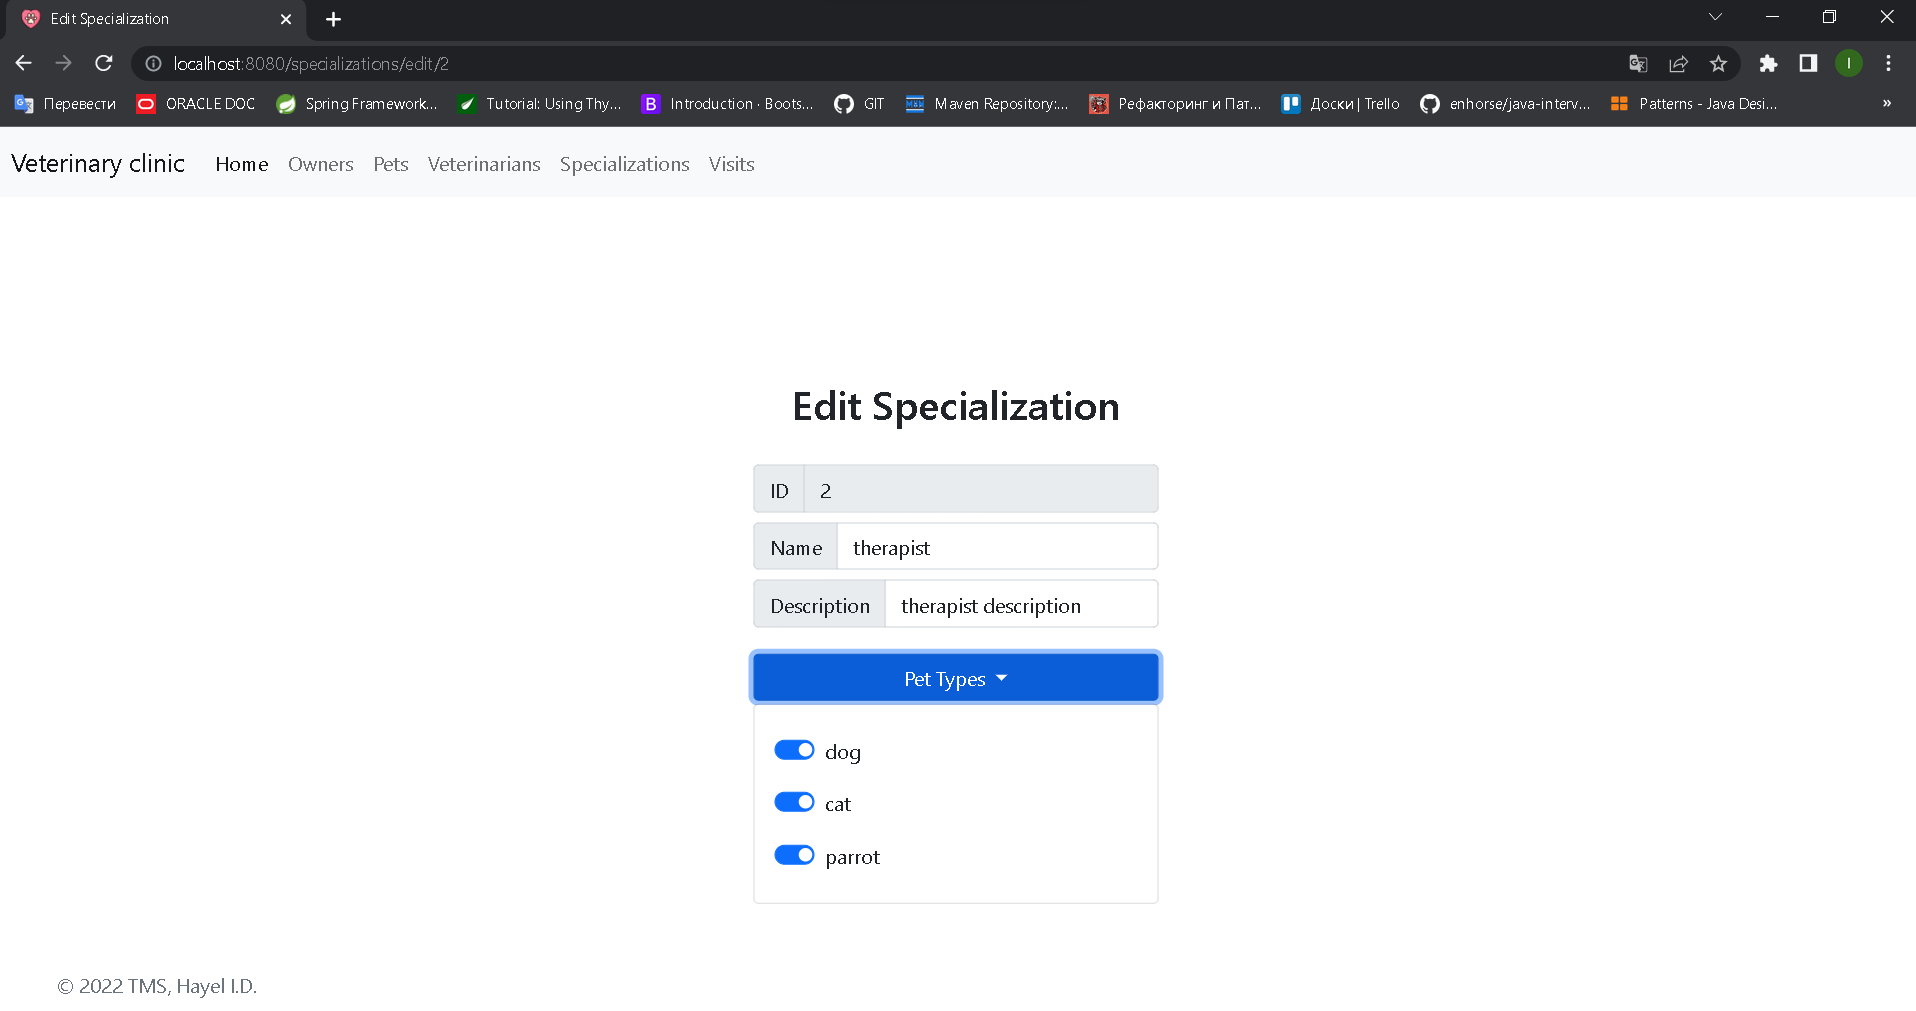 Edit Specialization
localhost:8080/specializations/edit/2
I
Перевести ORACLE DOC Spring Framework... Tutorial: Using Thy... B Introduction · Boots... GIT Maven Repository:... Рефакторинг и Пат... Доски | Trello enhorse/java-interv... Patterns - Java Desi... »
Veterinary clinic Home Owners Pets Veterinarians Specializations Visits
Edit Specialization
ID 2
Name therapist
Description therapist description
Pet Types
dog
cat
parrot
© 2022 TMS, Hayel I.D.